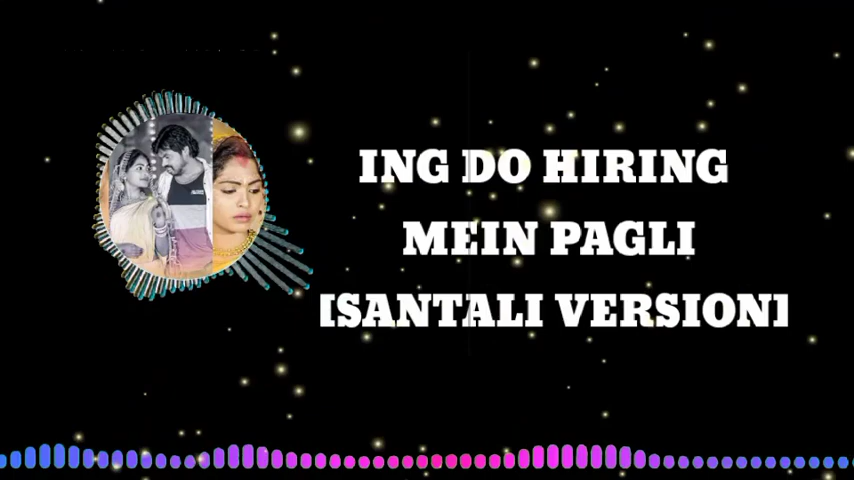 ING DO HIRING
MEIN PAGLI
[SANTALI VERSION]